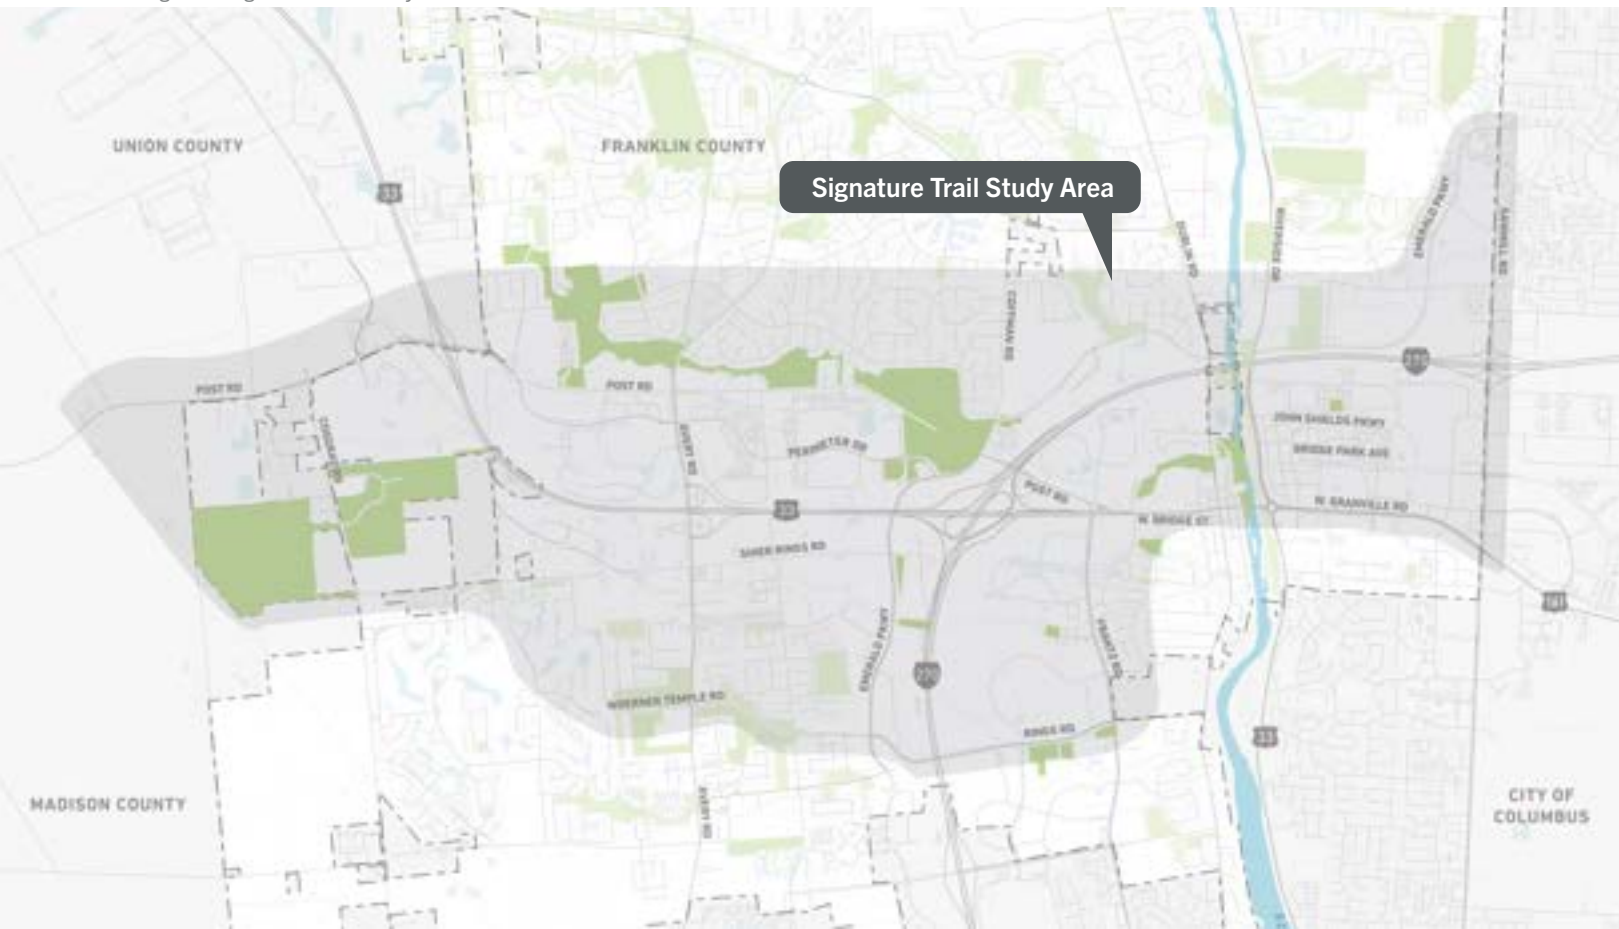 UNION COUNTY
FRANKLIN COUNTY
33
Signature Trail Study Area
EMERALD PKWY
SAWMILL RD
DUBLIN RD
RIVERSIDE DR
COFFMAN RD
270
POST RD
POST RD
JOHN SHIELDS PKWY
AVERY RD
PERIMETER DR
BRIDGE PARK AVE
POST RD
W. GRANVILLE RD
33
W. BRIDGE ST
SHIER RINGS RD
161
EMERALD PKWY
FRANTZ RD
270
WOERNER TEMPLE RD
RINGS RD
33
MADISON COUNTY
AVERY RD
CITY OF
COLUMBUS